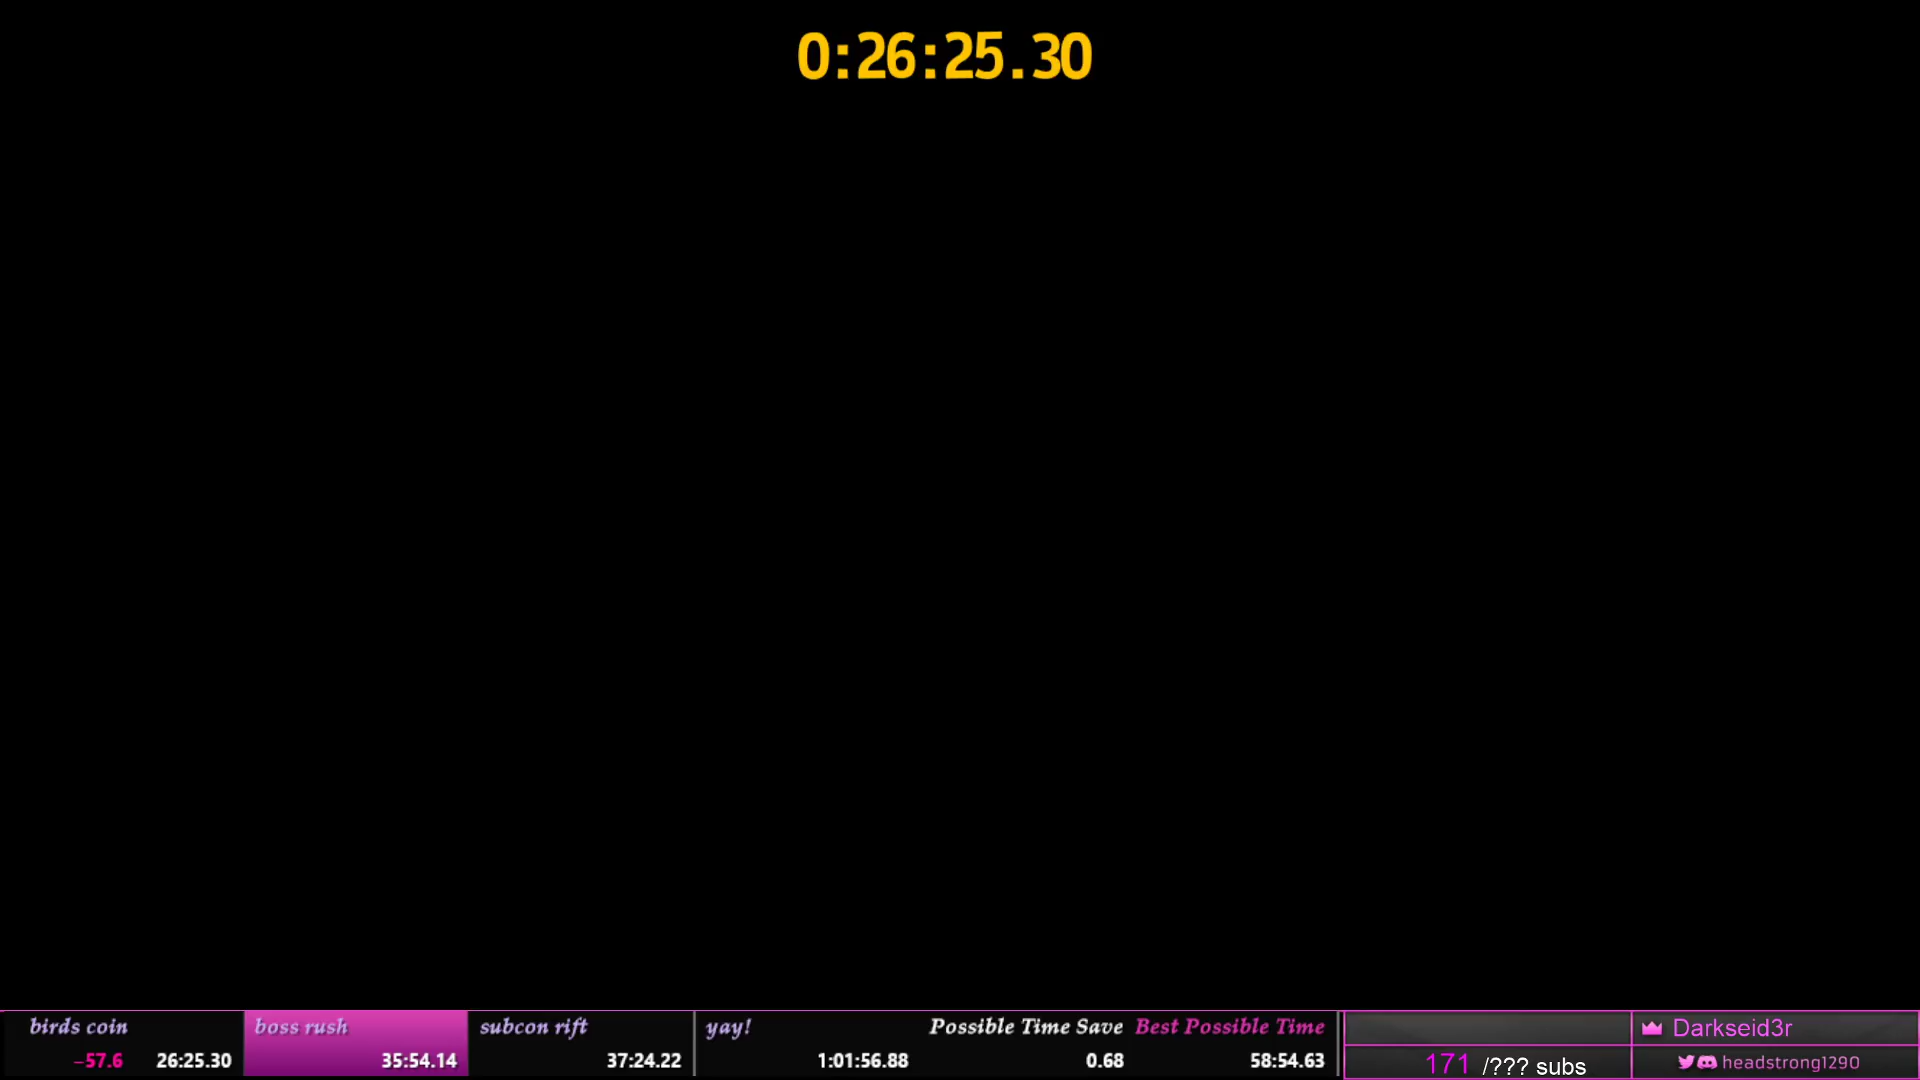 0:26:25.30
birds coin boss rush subcon rift yay! Possible Time Save Best Possible Time
−57.6 26:25.30 35:54.14 37:24.22 1:01:56.88 0.68 58:54.63
Darkseid3r
171 /??? subs
headstrong1290